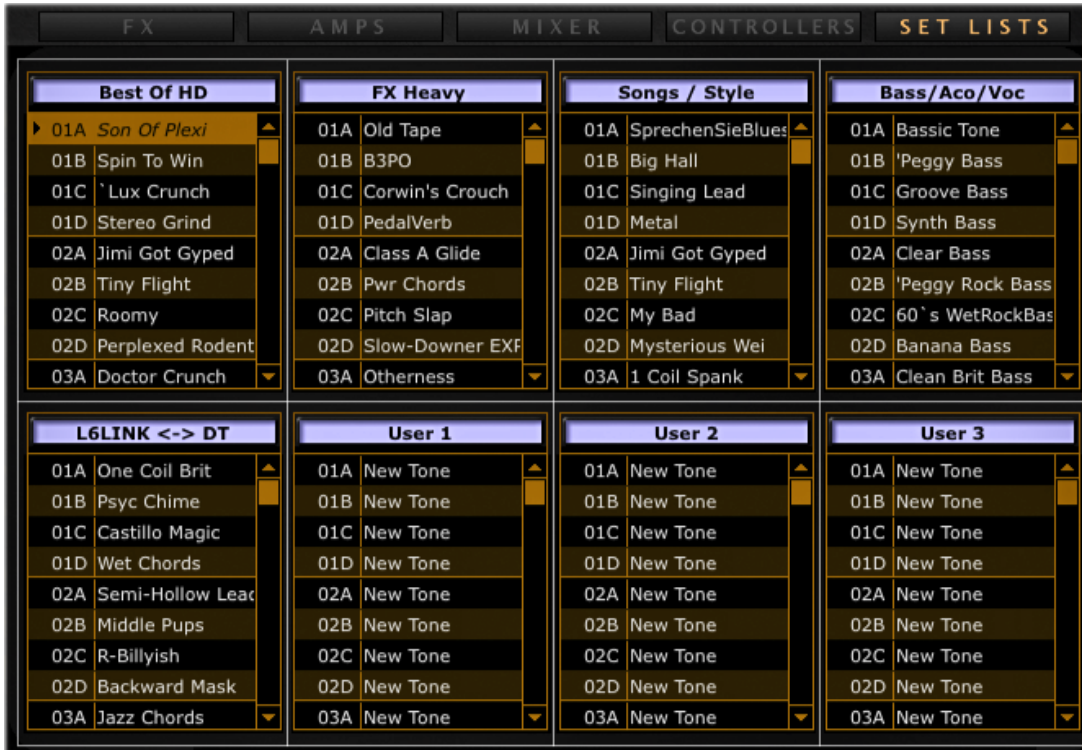 FX AMPS MIXER CONTROLLERS SET LISTS
Best Of HD
01A Son Of Plexi
01B Spin To Win
01C `Lux Crunch
01D Stereo Grind
02A Jimi Got Gyped
02B Tiny Flight
02C Roomy
02D Perplexed Rodent
03A Doctor Crunch
FX Heavy
01A Old Tape
01B B3PO
01C Corwin's Crouch
01D PedalVerb
02A Class A Glide
02B Pwr Chords
02C Pitch Slap
02D Slow-Downer EXP
03A Otherness
Songs / Style
01A SprechenSieBlues
01B Big Hall
01C Singing Lead
01D Metal
02A Jimi Got Gyped
02B Tiny Flight
02C My Bad
02D Mysterious Wei
03A 1 Coil Spank
Bass/Aco/Voc
01A Bassic Tone
01B 'Peggy Bass
01C Groove Bass
01D Synth Bass
02A Clear Bass
02B 'Peggy Rock Bass
02C 60`s WetRockBas
02D Banana Bass
03A Clean Brit Bass
L6LINK <-> DT
01A One Coil Brit
01B Psyc Chime
01C Castillo Magic
01D Wet Chords
02A Semi-Hollow Lead
02B Middle Pups
02C R-Billyish
02D Backward Mask
03A Jazz Chords
User 1
01A New Tone
01B New Tone
01C New Tone
01D New Tone
02A New Tone
02B New Tone
02C New Tone
02D New Tone
03A New Tone
User 2
01A New Tone
01B New Tone
01C New Tone
01D New Tone
02A New Tone
02B New Tone
02C New Tone
02D New Tone
03A New Tone
User 3
01A New Tone
01B New Tone
01C New Tone
01D New Tone
02A New Tone
02B New Tone
02C New Tone
02D New Tone
03A New Tone